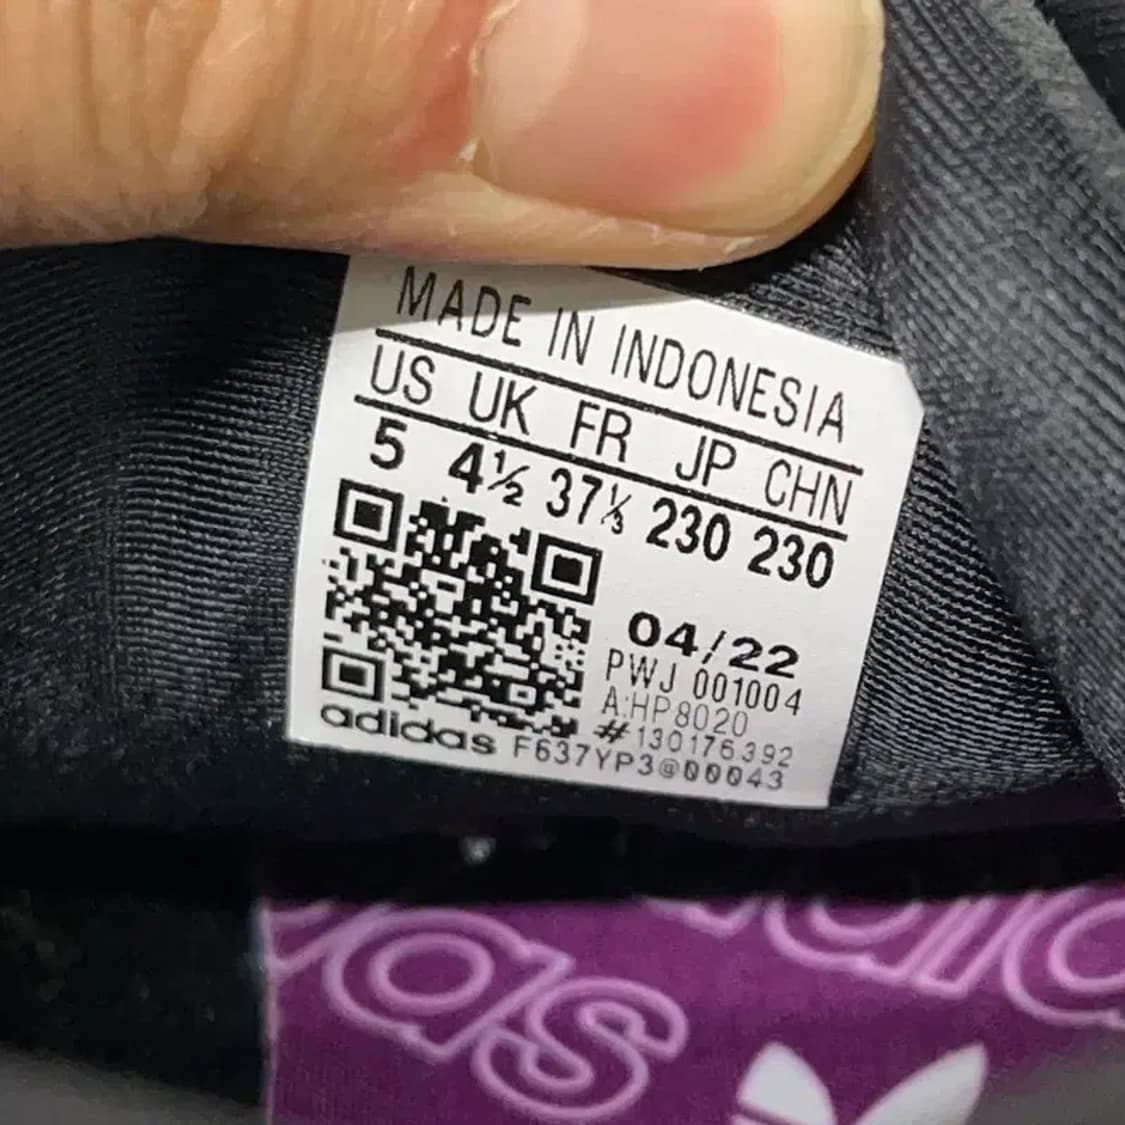 MADE IN INDONESIA
US UK FR JP CHN
5 4½ 37⅓ 230 230
04/22
PWJ 001004
A:HP8020
#130176392
adidas F637YP3@00043
das